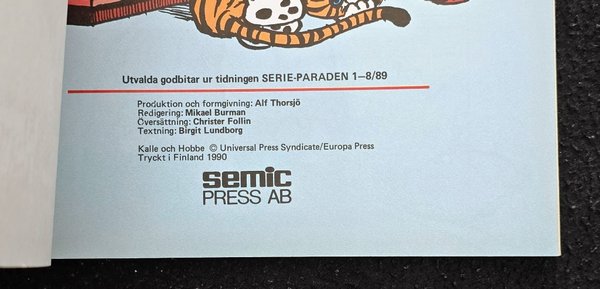 Utvalda godbitar ur tidningen SERIE-PARADEN 1—8/89
Produktion och formgivning: Alf Thorsjö
Redigering: Mikael Burman
Översättning: Christer Follin
Textning: Birgit Lundborg
Kalle och Hobbe © Universal Press Syndicate/Europa Press
Tryckt i Finland 1990
semic
PRESS AB